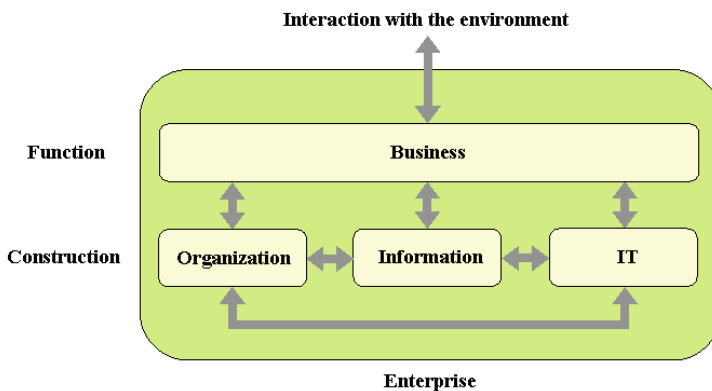 Interaction with the environment
Function
Business
Construction
Organization
Information
IT
Enterprise